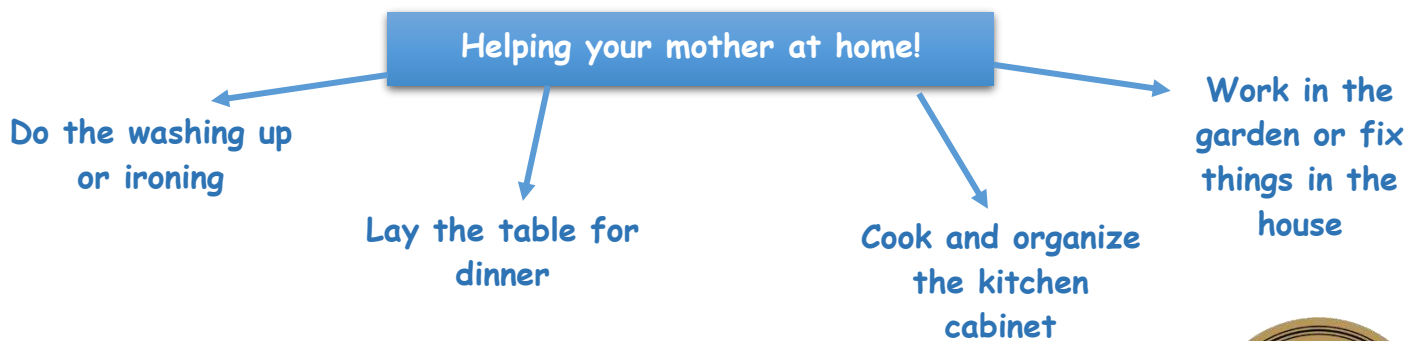 Helping your mother at home!
Do the washing up
or ironing
Lay the table for
dinner
Cook and organize
the kitchen
cabinet
Work in the
garden or fix
things in the
house